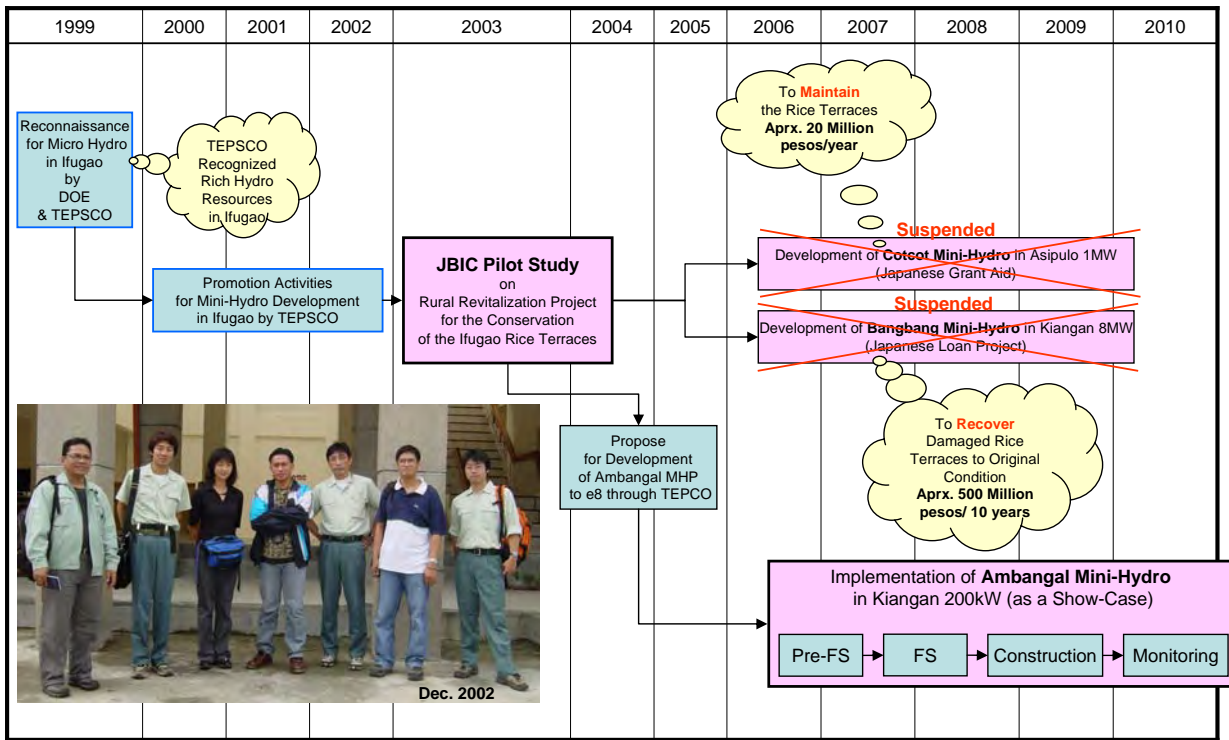 1999 2000 2001 2002 2003 2004 2005 2006 2007 2008 2009 2010
Reconnaissance
for Micro Hydro
in Ifugao
by
DOE
& TEPSCO
TEPSCO
Recognized
Rich Hydro
Resources
in Ifugao
To Maintain
the Rice Terraces
Aprx. 20 Million
pesos/year
Promotion Activities
for Mini-Hydro Development
in Ifugao by TEPSCO
JBIC Pilot Study
on
Rural Revitalization Project
for the Conservation
of the Ifugao Rice Terraces
Suspended
Development of Cotcot Mini-Hydro in Asipulo 1MW
(Japanese Grant Aid)
Suspended
Development of Bangbang Mini-Hydro in Kiangan 8MW
(Japanese Loan Project)
Propose
for Development
of Ambangal MHP
to e8 through TEPCO
To Recover
Damaged Rice
Terraces to Original
Condition
Aprx. 500 Million
pesos/ 10 years
Implementation of Ambangal Mini-Hydro
in Kiangan 200kW (as a Show-Case)
Pre-FS FS Construction Monitoring
Dec. 2002